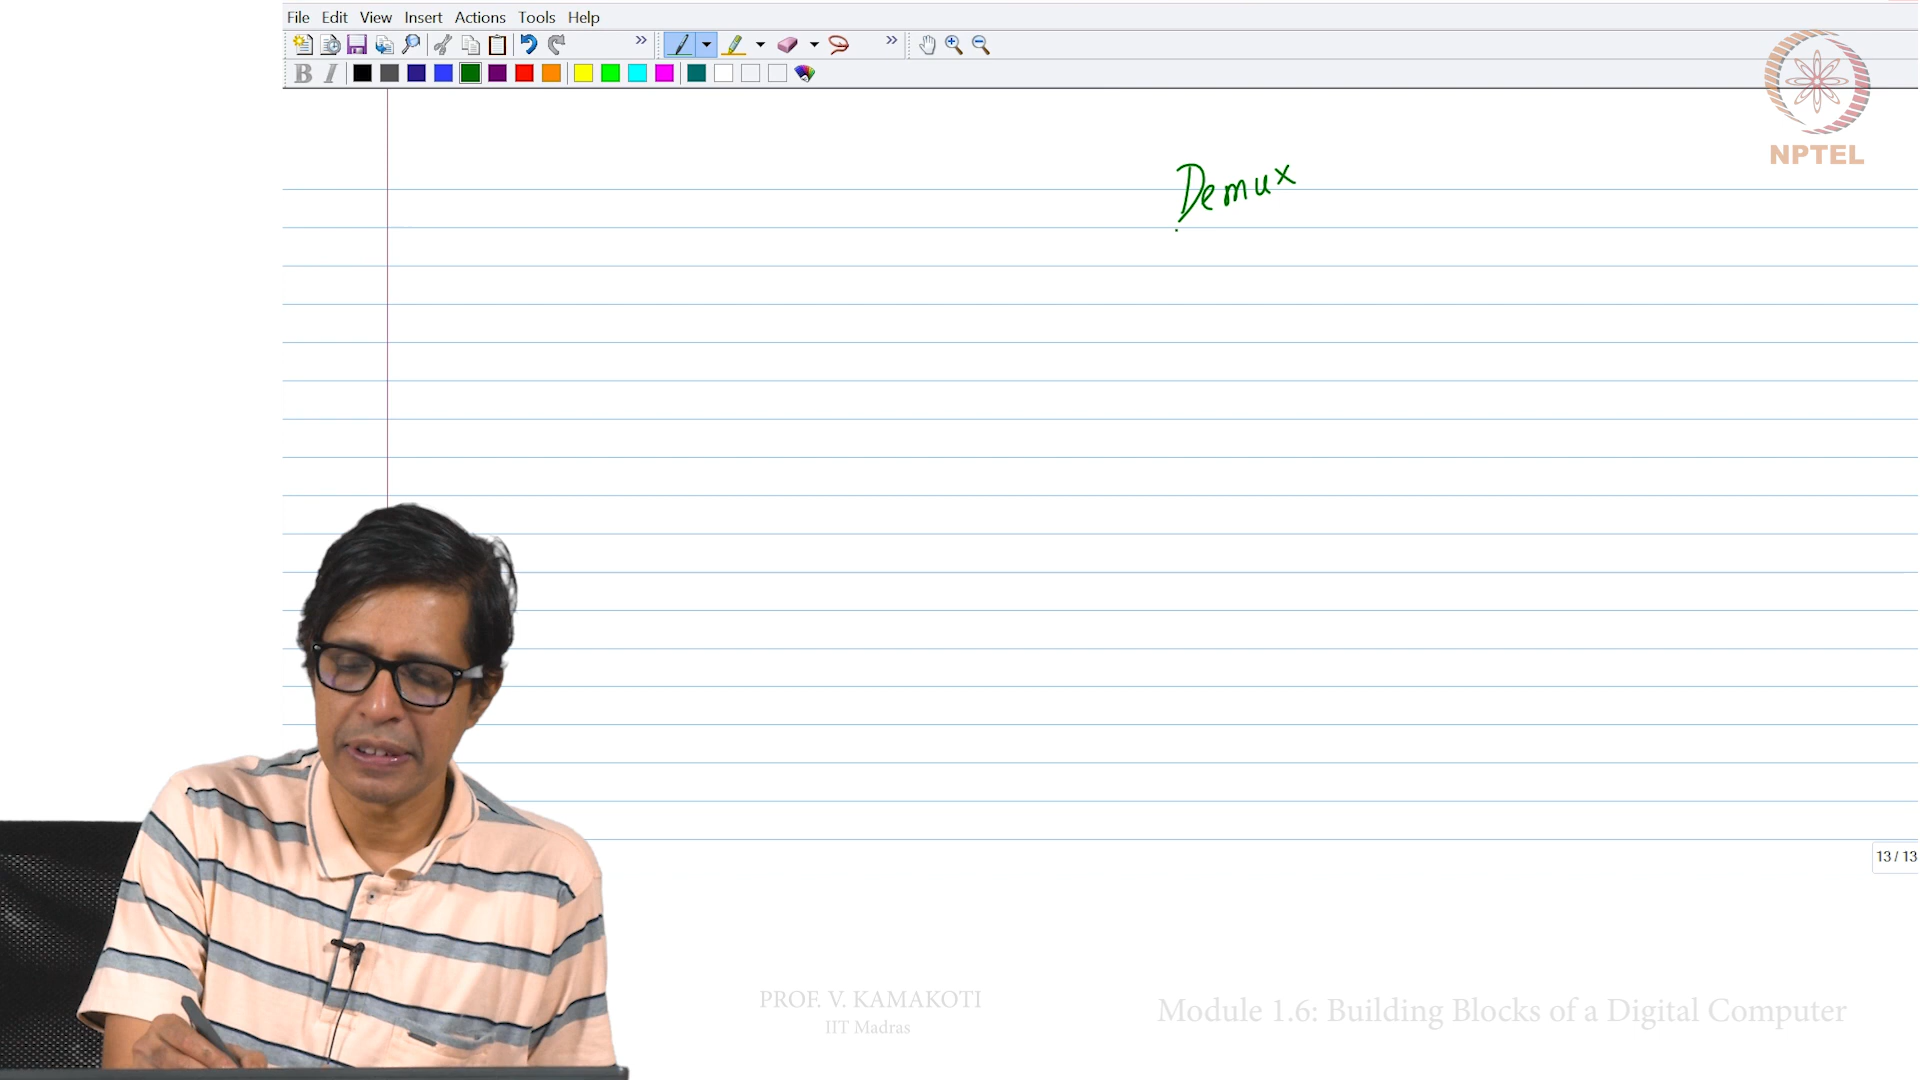 File Edit View Insert Actions Tools Help
B I
NPTEL
Demux
13 / 13
PROF. V. KAMAKOTI
IIT Madras
Module 1.6: Building Blocks of a Digital Computer